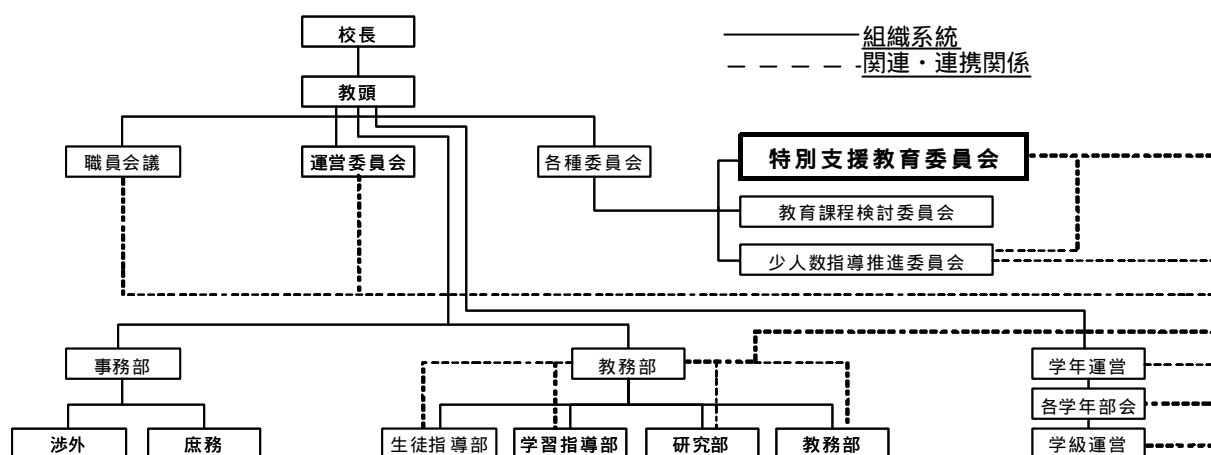 校長
組織系統
関連・連携関係
教頭
職員会議
運営委員会
各種委員会
特別支援教育委員会
教育課程検討委員会
少人数指導推進委員会
事務部
教務部
学年運営
各学年部会
渉外
庶務
生徒指導部
学習指導部
研究部
教務部
学級運営